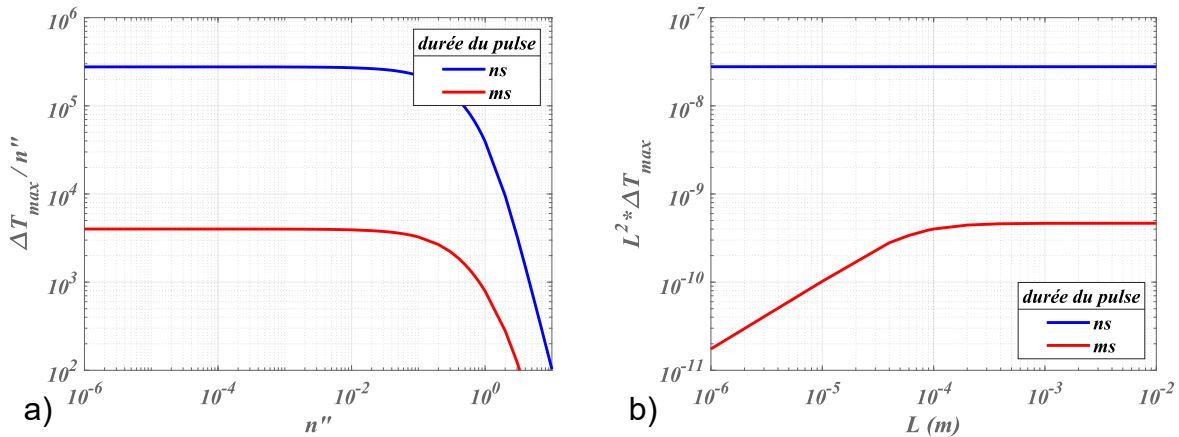 10^6
10^5
10^4
10^3
10^2
ΔT_max / n''
durée du pulse
ns
ms
10^-6
10^-4
10^-2
10^0
n''
a)
10^-7
10^-8
10^-9
10^-10
10^-11
L^2 * ΔT_max
durée du pulse
ns
ms
10^-6
10^-5
10^-4
10^-3
10^-2
L (m)
b)